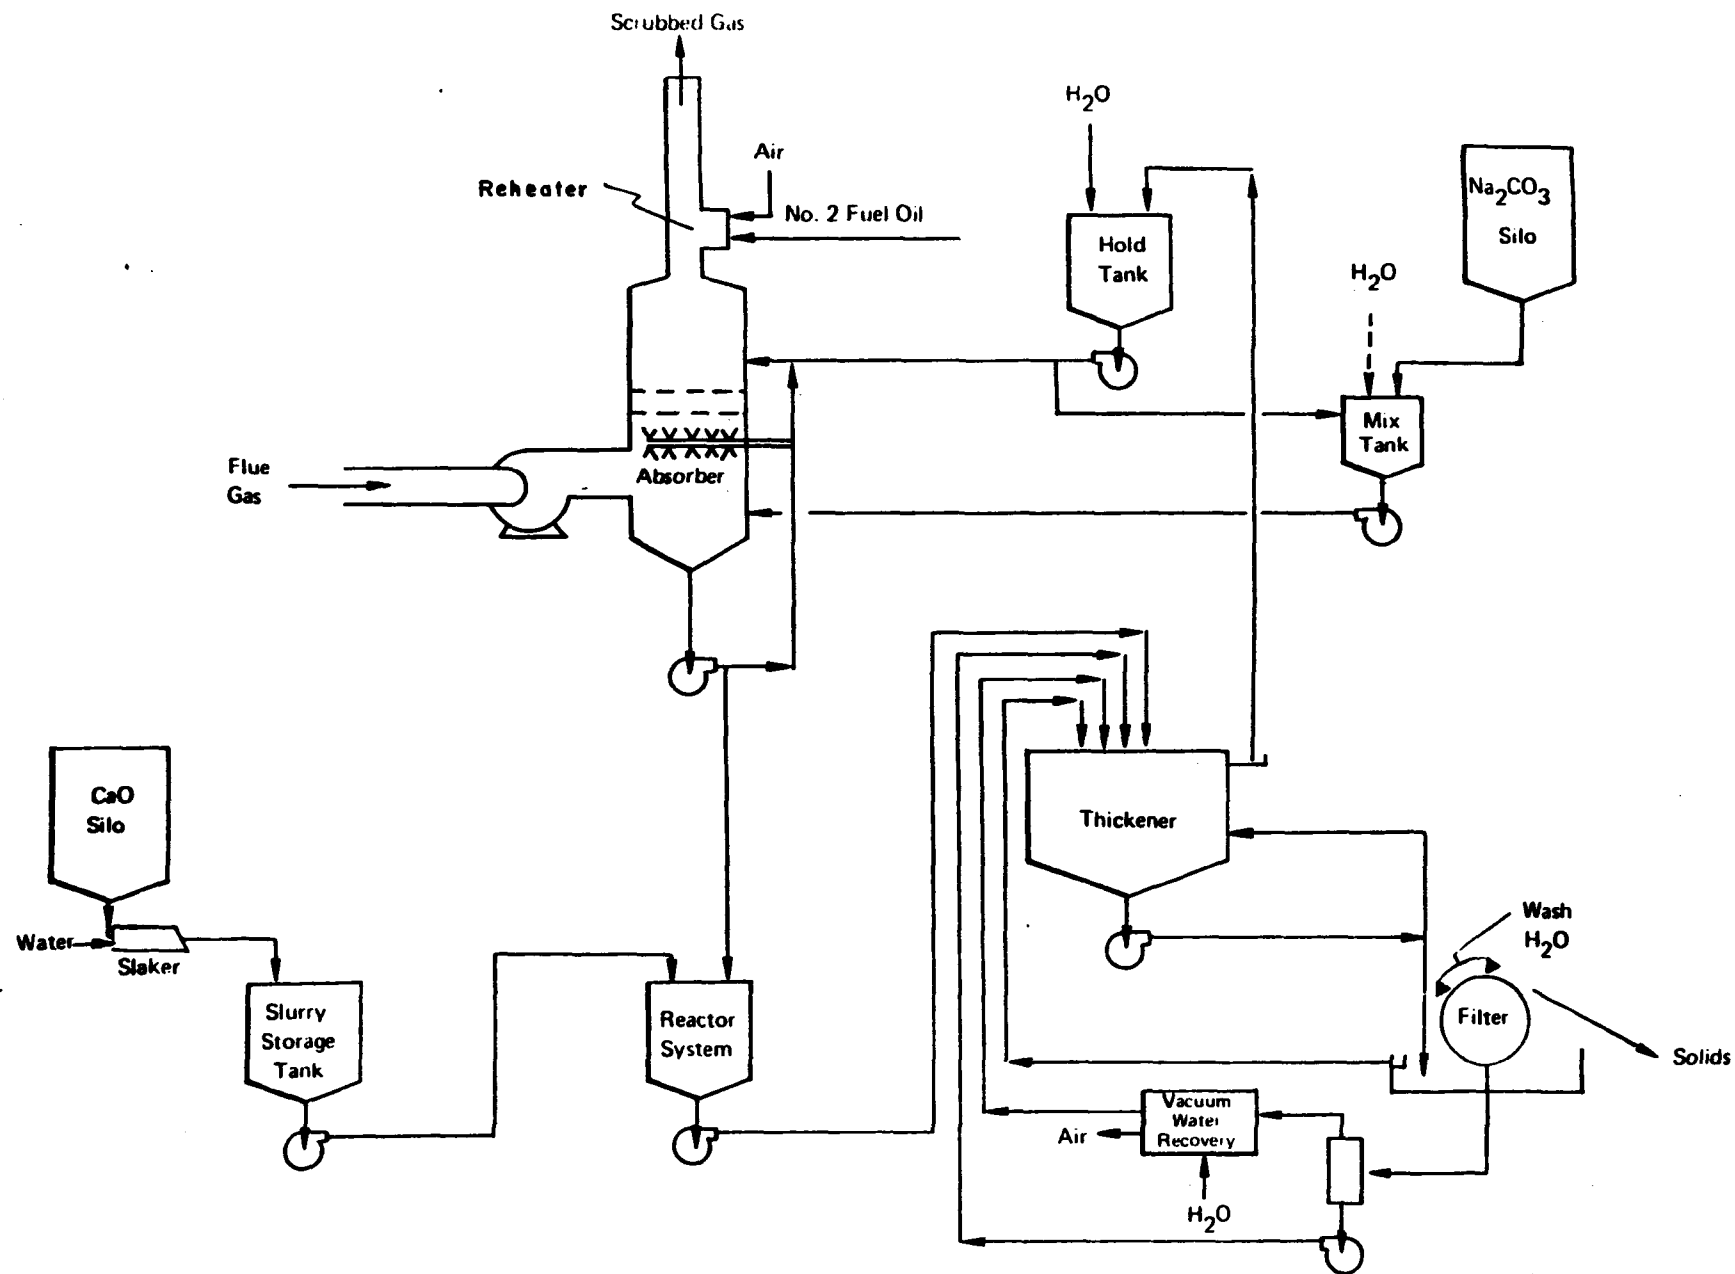 Scrubbed Gas
H2O
Air
Reheater
No. 2 Fuel Oil
Na2CO3
Silo
Hold
Tank
H2O
Mix
Tank
Flue
Gas
Absorber
CaO
Silo
Thickener
Water
Slaker
Wash
H2O
Slurry
Storage
Tank
Reactor
System
Filter
Solids
Vacuum
Water
Recovery
Air
H2O